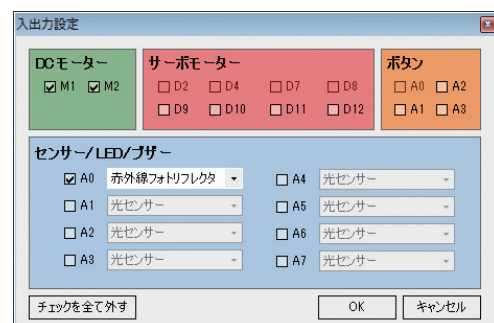 入出力設定
DCモーター サーボモーター ボタン
M1 M2 D2 D4 D7 D8 A0 A2
D9 D10 D11 D12 A1 A3
センサー/LED/ブザー
A0 赤外線フォトリフレクタ A4 光センサー
A1 光センサー A5 光センサー
A2 光センサー A6 光センサー
A3 光センサー A7 光センサー
チェックを全て外す OK キャンセル